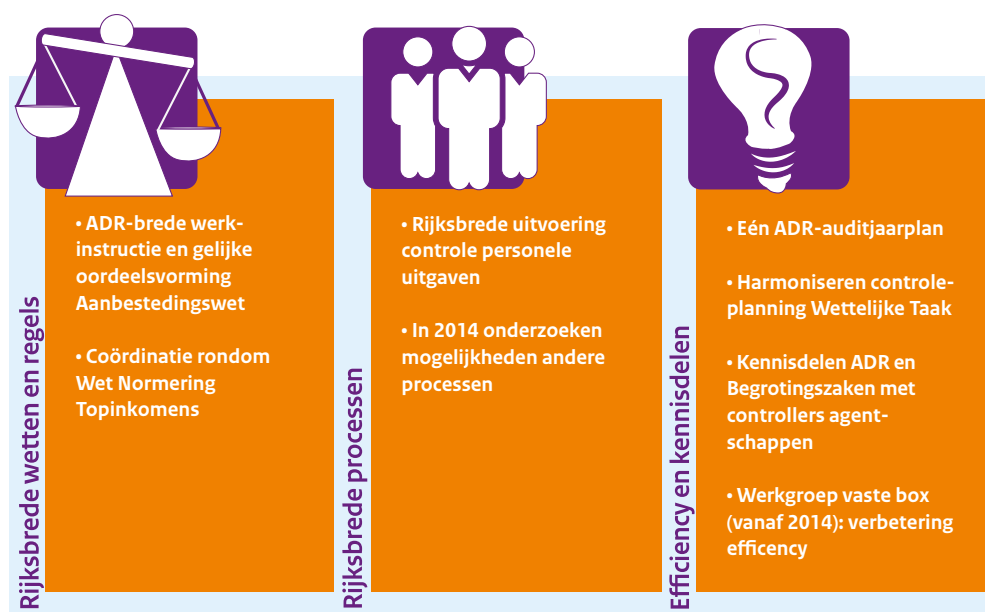 Rijksbrede wetten en regels
• ADR-brede werk-
instructie en gelijke
oordeelsvorming
Aanbestedingswet
• Coördinatie rondom
Wet Normering
Topinkomens
Rijksbrede processen
• Rijksbrede uitvoering
controle personele
uitgaven
• In 2014 onderzoeken
mogelijkheden andere
processen
Efficiency en kennisdelen
• Eén ADR-auditjaarplan
• Harmoniseren controle-
planning Wettelijke Taak
• Kennisdelen ADR en
Begrotingszaken met
controllers agent-
schappen
• Werkgroep vaste box
(vanaf 2014): verbetering
efficency